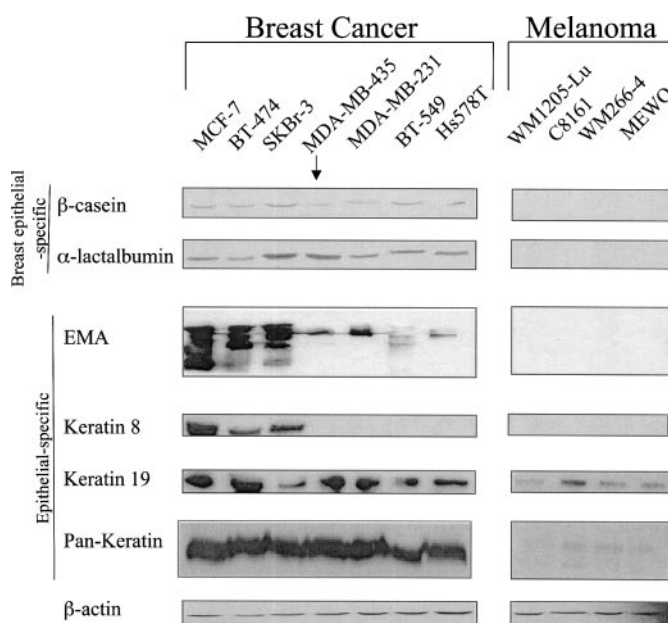 Breast Cancer
Melanoma
MCF-7
BT-474
SKBr-3
MDA-MB-435
MDA-MB-231
BT-549
Hs578T
WM1205-Lu
C8161
WM266-4
MEWO
Breast epithelial
-specific
β-casein
α-lactalbumin
Epithelial-specific
EMA
Keratin 8
Keratin 19
Pan-Keratin
β-actin